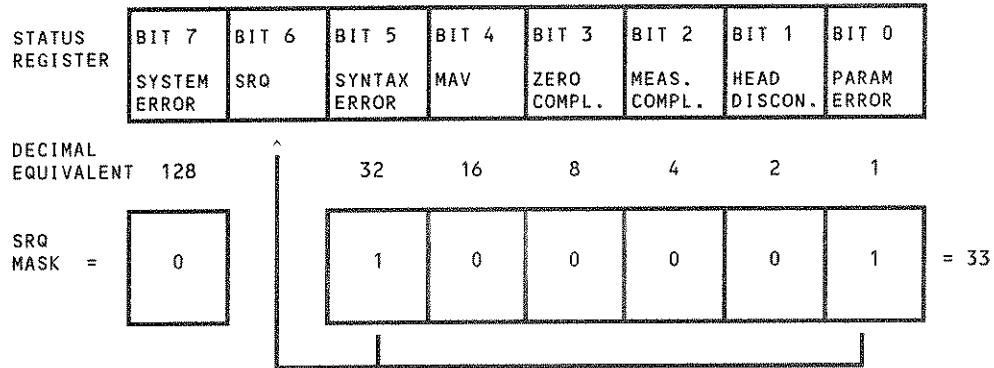 STATUS REGISTER
BIT 7 SYSTEM ERROR
BIT 6 SRQ
BIT 5 SYNTAX ERROR
BIT 4 MAV
BIT 3 ZERO COMPL.
BIT 2 MEAS. COMPL.
BIT 1 HEAD DISCON.
BIT 0 PARAM ERROR
DECIMAL EQUIVALENT 128 32 16 8 4 2 1
SRQ MASK = 0 1 0 0 0 0 1 = 33